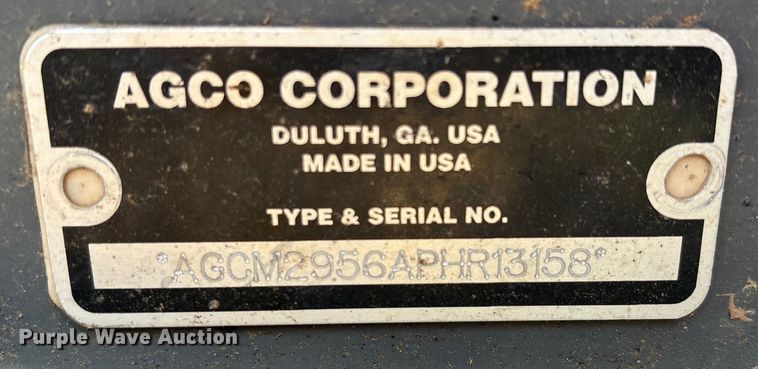 AGCO CORPORATION
DULUTH, GA. USA
MADE IN USA
TYPE & SERIAL NO.
*AGCM2956APHR13158*
Purple Wave Auction